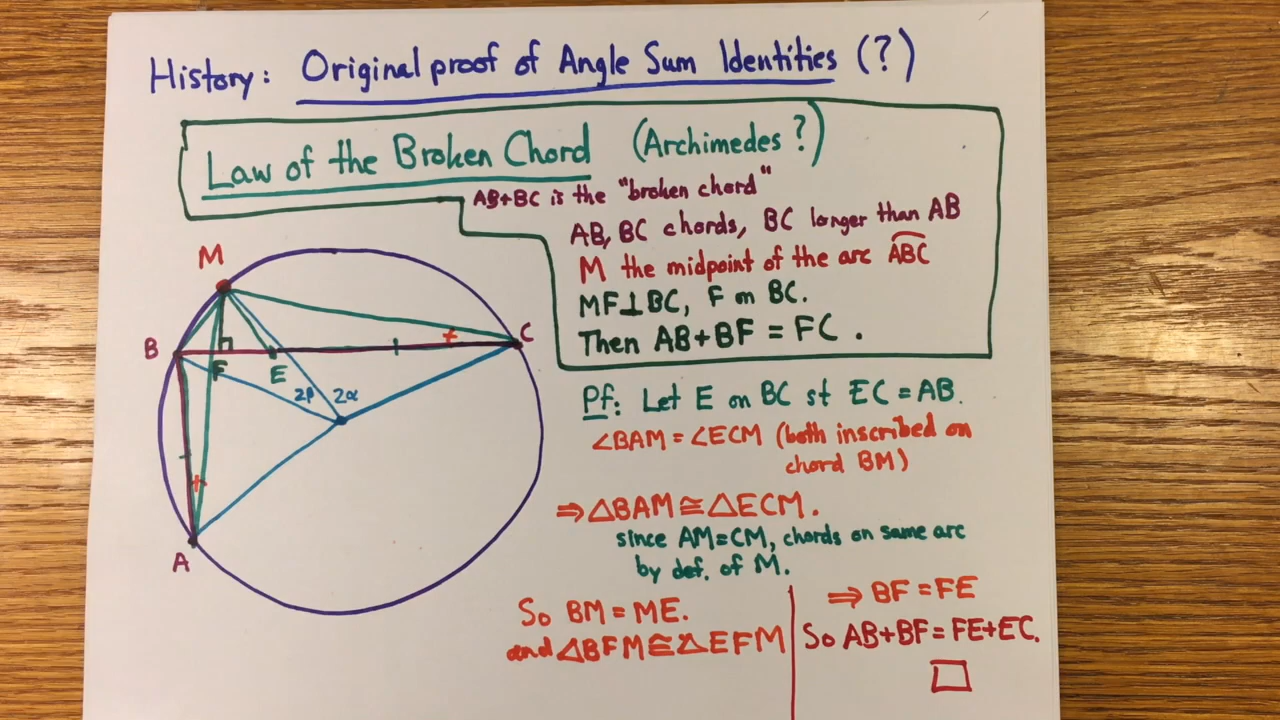 History: Original proof of Angle Sum Identities (?)
Law of the Broken Chord (Archimedes ?)
AB+BC is the "broken chord"
AB, BC chords, BC longer than AB
M the midpoint of the arc ABC
MF⊥BC, F on BC.
Then AB+BF = FC.
M
B
C
F
E
2β 2α
A
Pf: Let E on BC st EC = AB.
∠BAM = ∠ECM (both inscribed on
chord BM)
⇒ △BAM ≅ △ECM.
since AM=CM, chords on same arc
by def. of M.
So BM = ME.
and △BFM ≅ △EFM
⇒ BF = FE
So AB+BF = FE+EC.